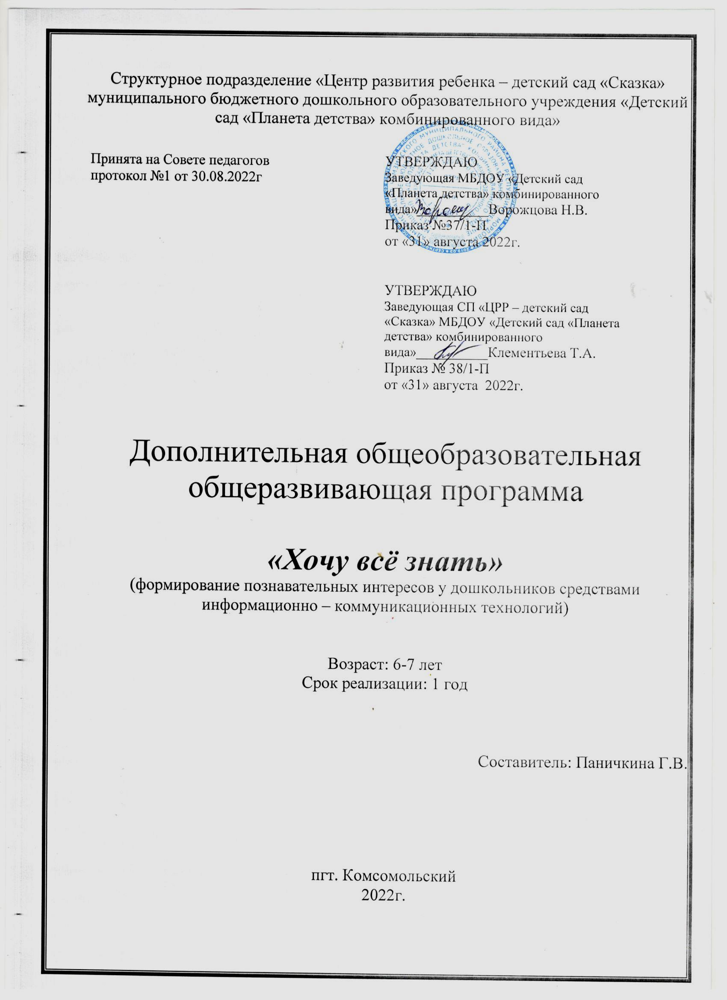 Структурное подразделение «Центр развития ребенка – детский сад «Сказка»
муниципального бюджетного дошкольного образовательного учреждения «Детский
сад «Планета детства» комбинированного вида»
Принята на Совете педагогов
протокол №1 от 30.08.2022г
УТВЕРЖДАЮ
Заведующая МБДОУ «Детский сад
«Планета детства» комбинированного
вида»____________Ворожцова Н.В.
Приказ №37/1-П
от «31» августа 2022г.
УТВЕРЖДАЮ
Заведующая СП «ЦРР – детский сад
«Сказка» МБДОУ «Детский сад «Планета
детства» комбинированного
вида»____________Клементьева Т.А.
Приказ № 38/1-П
от «31» августа 2022г.
Дополнительная общеобразовательная
общеразвивающая программа
«Хочу всё знать»
(формирование познавательных интересов у дошкольников средствами
информационно – коммуникационных технологий)
Возраст: 6-7 лет
Срок реализации: 1 год
Составитель: Паничкина Г.В.
пгт. Комсомольский
2022г.